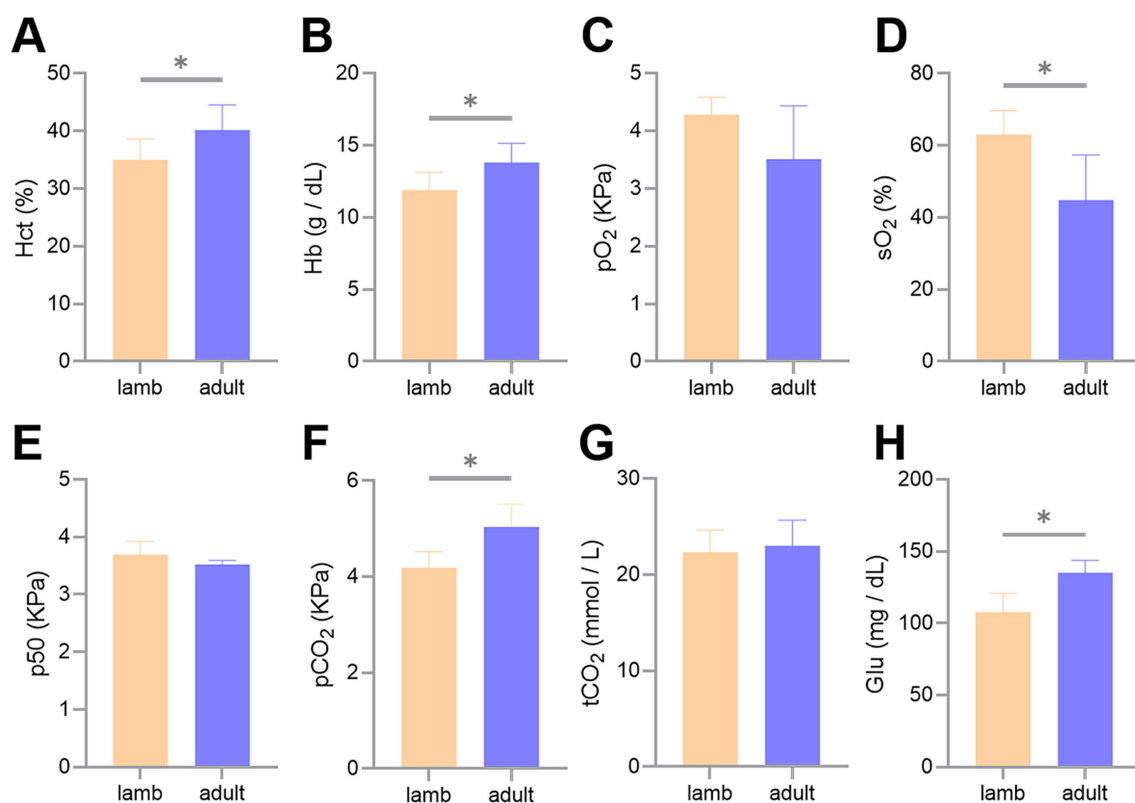 A
Hct (%)
50
40
30
20
10
0
*
lamb adult
B
Hb (g / dL)
20
15
10
5
0
*
lamb adult
C
pO₂ (KPa)
5
4
3
2
1
0
lamb adult
D
sO₂ (%)
80
60
40
20
0
*
lamb adult
E
p50 (KPa)
5
4
3
2
1
0
lamb adult
F
pCO₂ (KPa)
6
4
2
0
*
lamb adult
G
tCO₂ (mmol / L)
30
20
10
0
lamb adult
H
Glu (mg / dL)
200
150
100
50
0
*
lamb adult